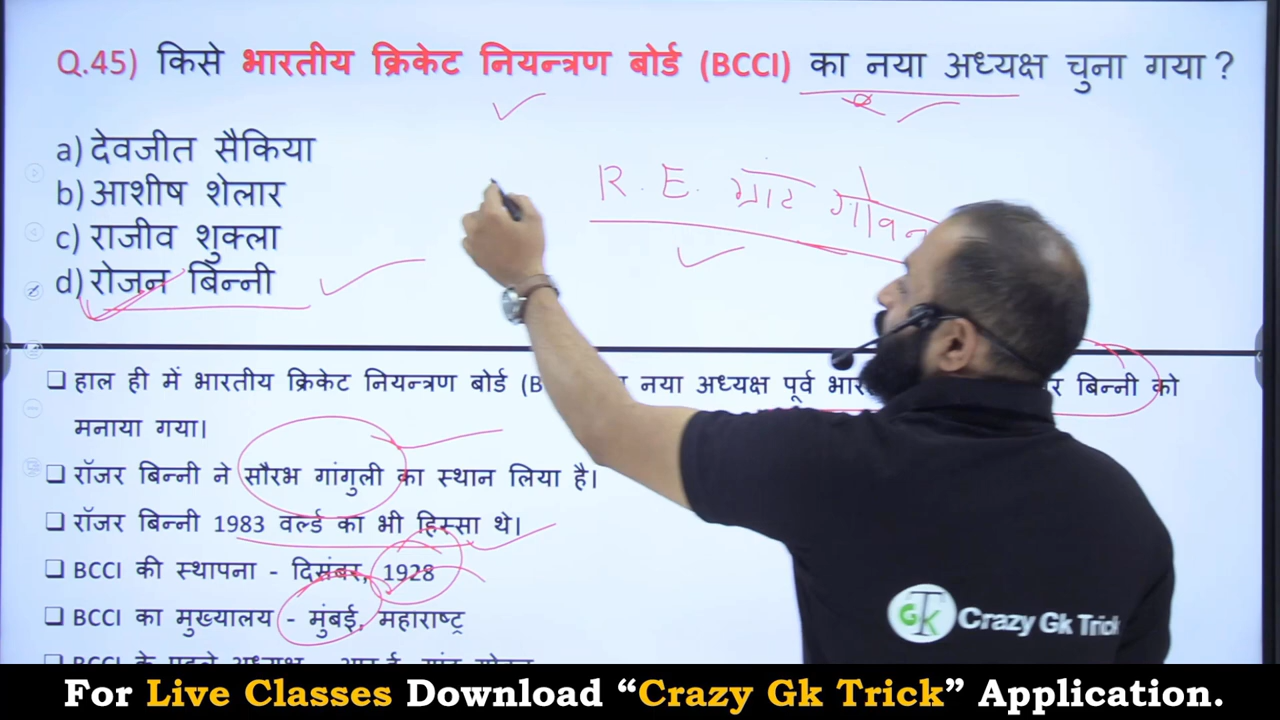 Q.45) किसे भारतीय क्रिकेट नियन्त्रण बोर्ड (BCCI) का नया अध्यक्ष चुना गया ?
a) देवजीत सैकिया
b) आशीष शेलार
c) राजीव शुक्ला
d) रोजन बिन्नी
R. E. ग्रांट गोवन
❑ हाल ही में भारतीय क्रिकेट नियन्त्रण बोर्ड (B नया अध्यक्ष पूर्व भार बिन्नी को
मनाया गया।
❑ रॉजर बिन्नी ने सौरभ गांगुली का स्थान लिया है।
❑ रॉजर बिन्नी 1983 वर्ल्ड का भी हिस्सा थे।
❑ BCCI की स्थापना - दिसंबर, 1928
❑ BCCI का मुख्यालय - मुंबई, महाराष्ट्र
GK Crazy Gk Trick
For Live Classes Download “Crazy Gk Trick” Application.